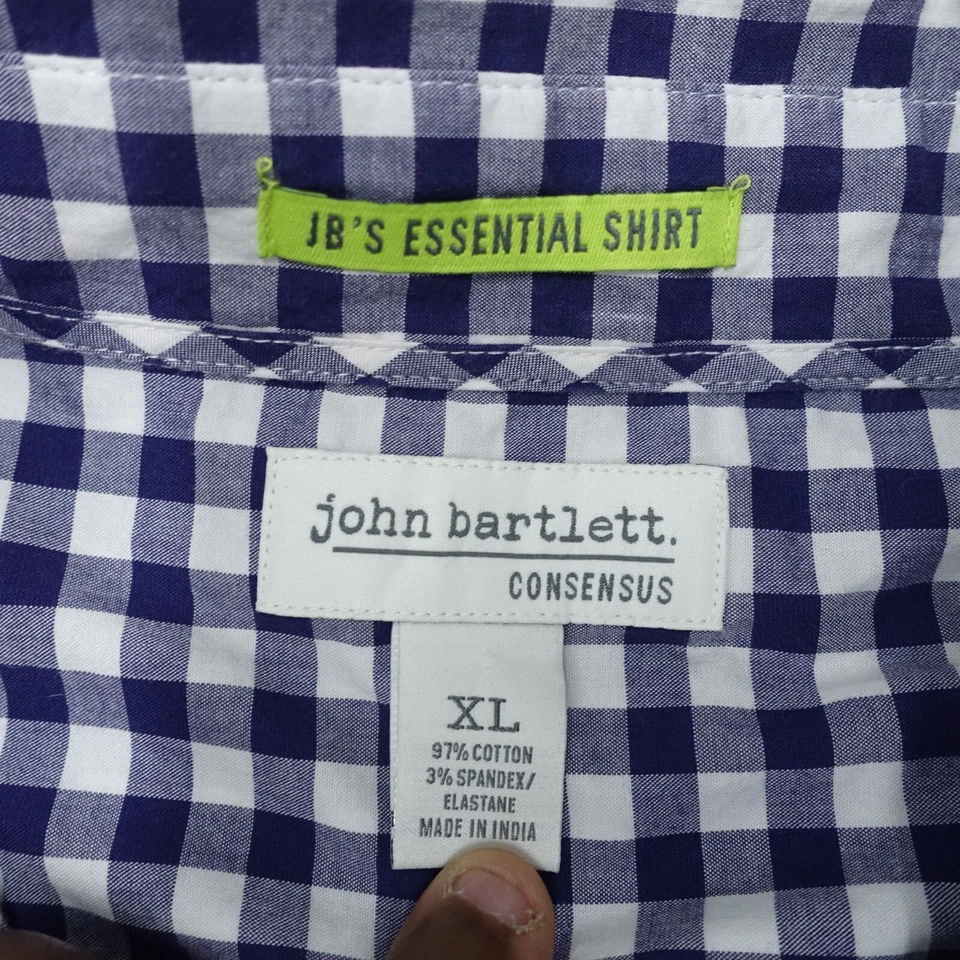 JB'S ESSENTIAL SHIRT
john bartlett.
CONSENSUS
XL
97% COTTON
3% SPANDEX/
ELASTANE
MADE IN INDIA